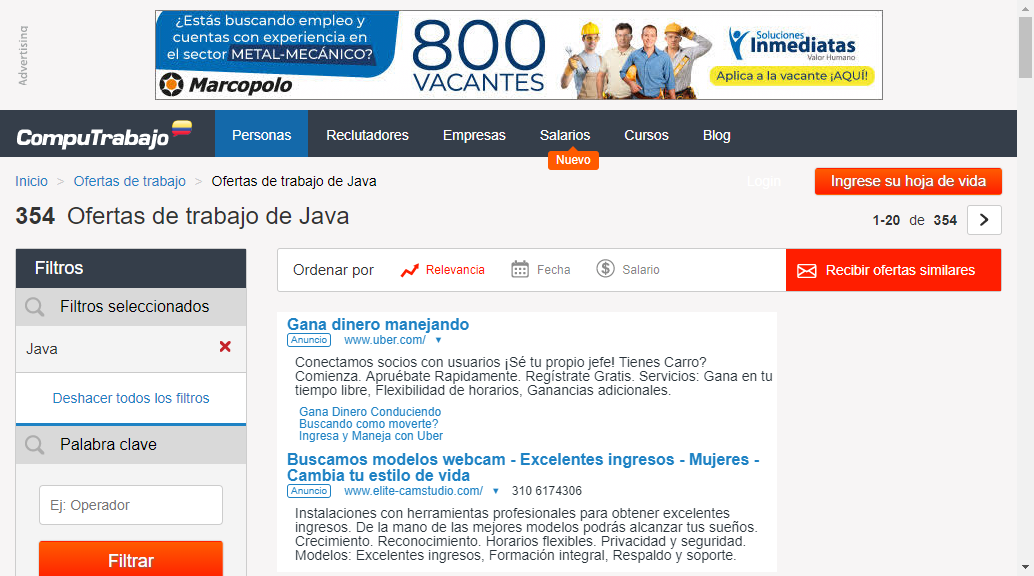 Advertising
¿Estás buscando empleo y
cuentas con experiencia en
el sector METAL-MECÁNICO?
Marcopolo
800
VACANTES
Soluciones
Inmediatas
Valor Humano
Aplica a la vacante ¡AQUÍ!
CompuTrabajo
Personas Reclutadores Empresas Salarios Cursos Blog
Nuevo
Inicio > Ofertas de trabajo > Ofertas de trabajo de Java
Login
Ingrese su hoja de vida
354 Ofertas de trabajo de Java
1-20 de 354 >
Filtros
Filtros seleccionados
Java
Deshacer todos los filtros
Palabra clave
Ej: Operador
Filtrar
Ordenar por Relevancia Fecha Salario
Recibir ofertas similares
Gana dinero manejando
Anuncio www.uber.com/
Conectamos socios con usuarios ¡Sé tu propio jefe! Tienes Carro?
Comienza. Apruébate Rapidamente. Regístrate Gratis. Servicios: Gana en tu
tiempo libre, Flexibilidad de horarios, Ganancias adicionales.
Gana Dinero Conduciendo
Buscando como moverte?
Ingresa y Maneja con Uber
Buscamos modelos webcam - Excelentes ingresos - Mujeres -
Cambia tu estilo de vida
Anuncio www.elite-camstudio.com/ 310 6174306
Instalaciones con herramientas profesionales para obtener excelentes
ingresos. De la mano de las mejores modelos podrás alcanzar tus sueños.
Crecimiento. Reconocimiento. Horarios flexibles. Privacidad y seguridad.
Modelos: Excelentes ingresos, Formación integral, Respaldo y soporte.